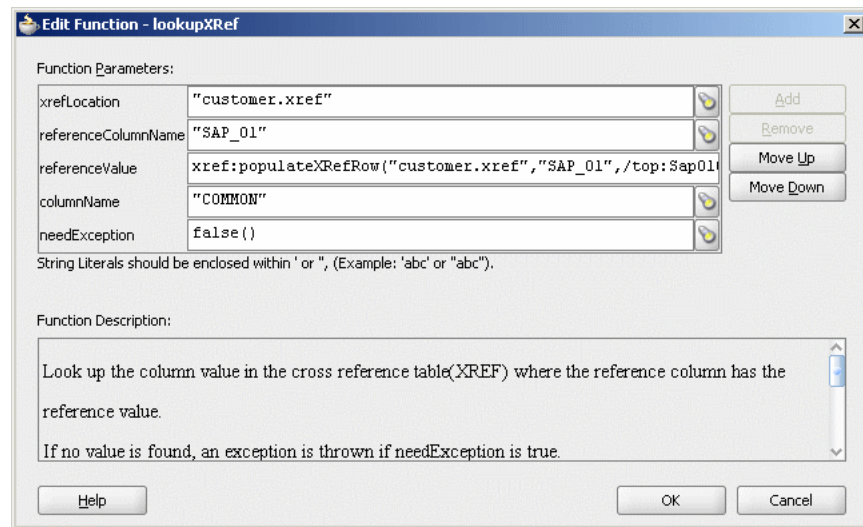 Edit Function - lookupXRef
Function Parameters:
xrefLocation "customer.xref" Add
referenceColumnName "SAP_01" Remove
referenceValue xref:populateXRefRow("customer.xref","SAP_01",/top:Sap01 Move Up
columnName "COMMON" Move Down
needException false()
String Literals should be enclosed within ' or ", (Example: 'abc' or "abc").
Function Description:
Look up the column value in the cross reference table(XREF) where the reference column has the
reference value.
If no value is found, an exception is thrown if needException is true.
Help OK Cancel